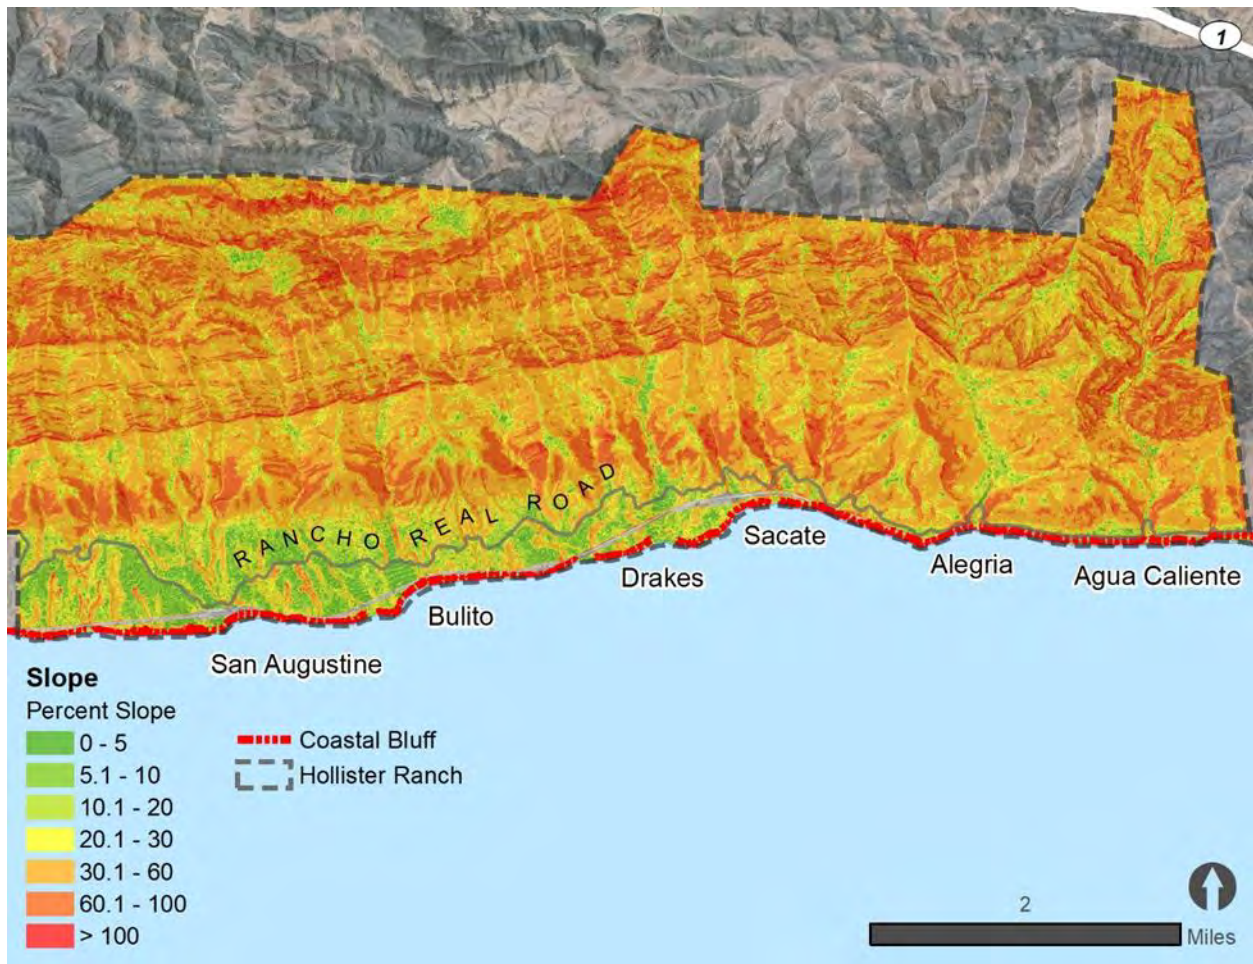 1
RANCHO REAL ROAD
Sacate
Alegria
Drakes
Agua Caliente
Bulito
San Augustine
Slope
Percent Slope
0 - 5
5.1 - 10
10.1 - 20
20.1 - 30
30.1 - 60
60.1 - 100
> 100
Coastal Bluff
Hollister Ranch
2
Miles